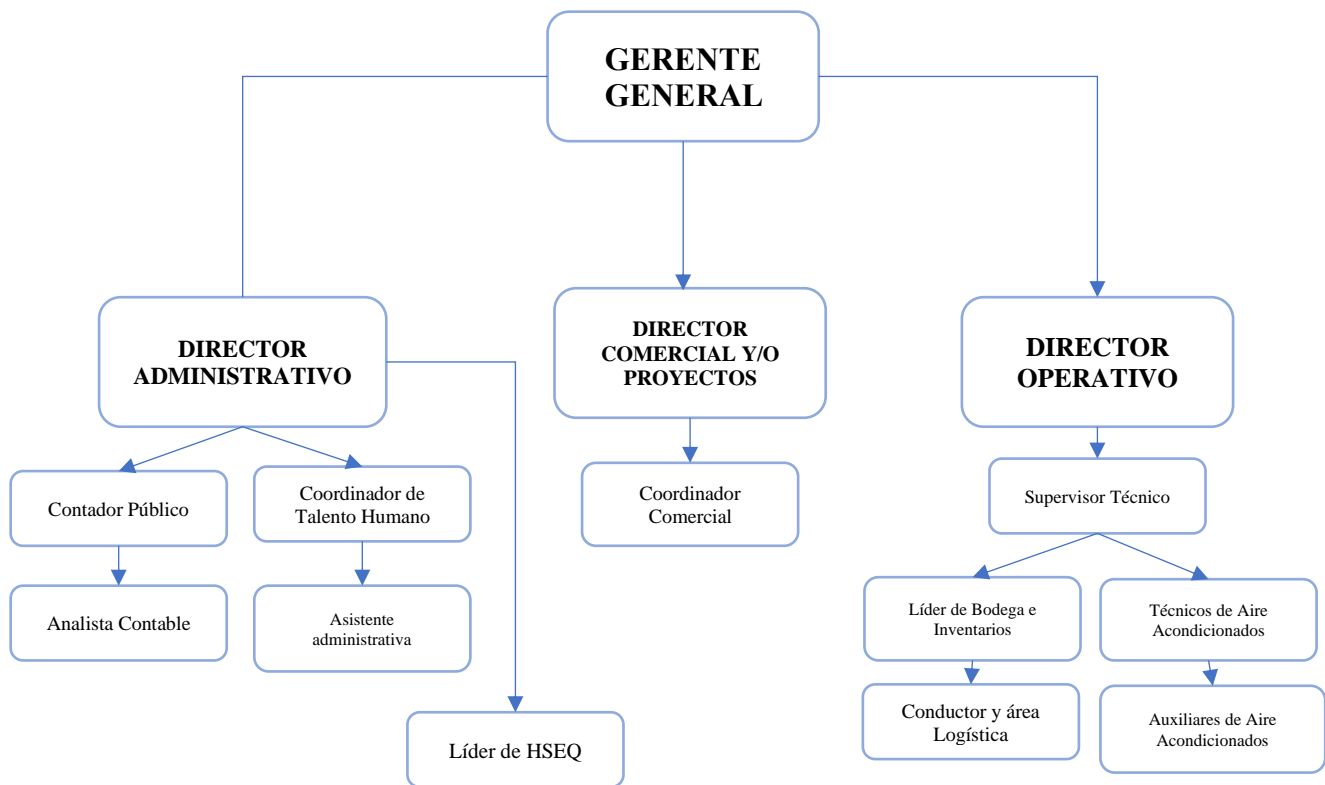 GERENTE
GENERAL
DIRECTOR
ADMINISTRATIVO
DIRECTOR
COMERCIAL Y/O
PROYECTOS
DIRECTOR
OPERATIVO
Contador Público
Coordinador de
Talento Humano
Coordinador
Comercial
Supervisor Técnico
Analista Contable
Asistente
administrativa
Líder de Bodega e
Inventarios
Técnicos de Aire
Acondicionados
Líder de HSEQ
Conductor y área
Logística
Auxiliares de Aire
Acondicionados